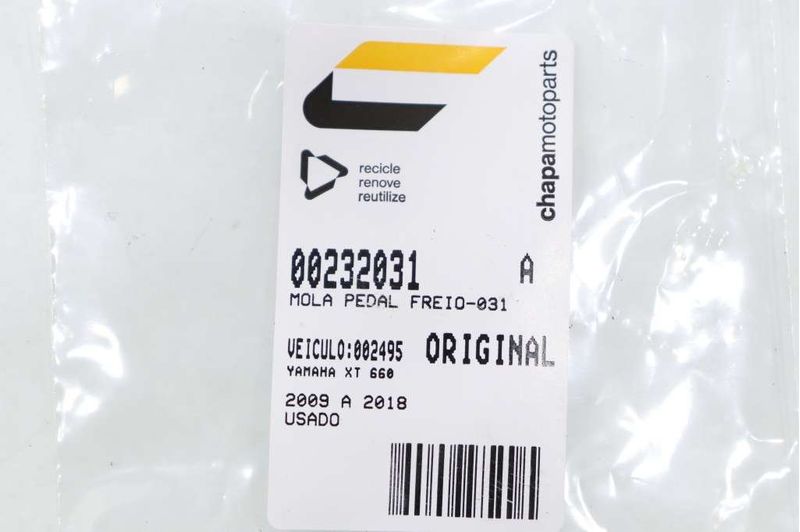 chapamotoparts
recicle
renove
reutilize
00232031 A
MOLA PEDAL FREIO-031
VEICULO:002495 ORIGINAL
YAMAHA XT 660
2009 A 2018
USADO